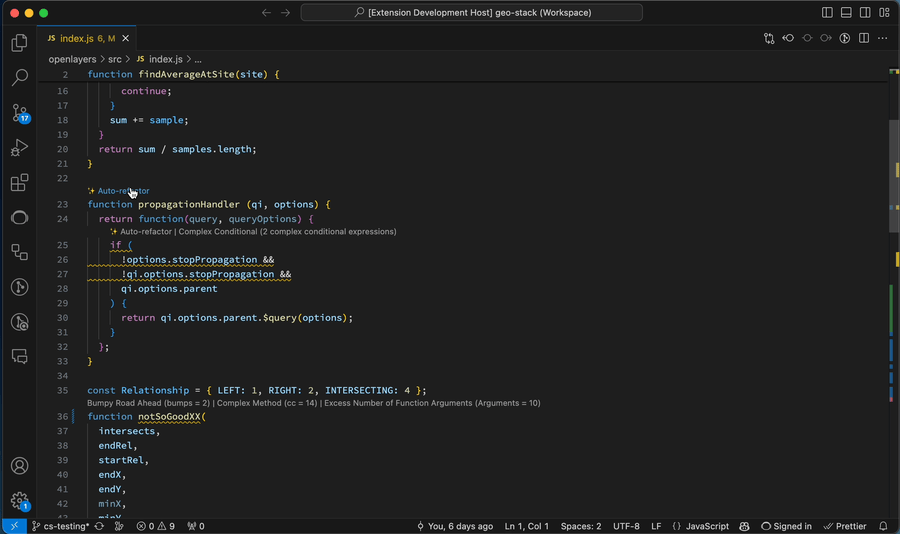 [Extension Development Host] geo-stack (Workspace)
JS index.js 6, M
openlayers > src > JS index.js > ...
2 function findAverageAtSite(site) {
16 continue;
17 }
18 sum += sample;
19 }
20 return sum / samples.length;
21 }
22
Auto-refactor
23 function propagationHandler (qi, options) {
24 return function(query, queryOptions) {
Auto-refactor | Complex Conditional (2 complex conditional expressions)
25 if (
26 !options.stopPropagation &&
27 !qi.options.stopPropagation &&
28 qi.options.parent
29 ) {
30 return qi.options.parent.$query(options);
31 }
32 };
33 }
34
35 const Relationship = { LEFT: 1, RIGHT: 2, INTERSECTING: 4 };
Bumpy Road Ahead (bumps = 2) | Complex Method (cc = 14) | Excess Number of Function Arguments (Arguments = 10)
36 function notSoGoodXX(
37 intersects,
38 endRel,
39 startRel,
40 endX,
41 endY,
42 minX,
17
1
cs-testing* 0 9 0 You, 6 days ago Ln 1, Col 1 Spaces: 2 UTF-8 LF {} JavaScript Signed in Prettier